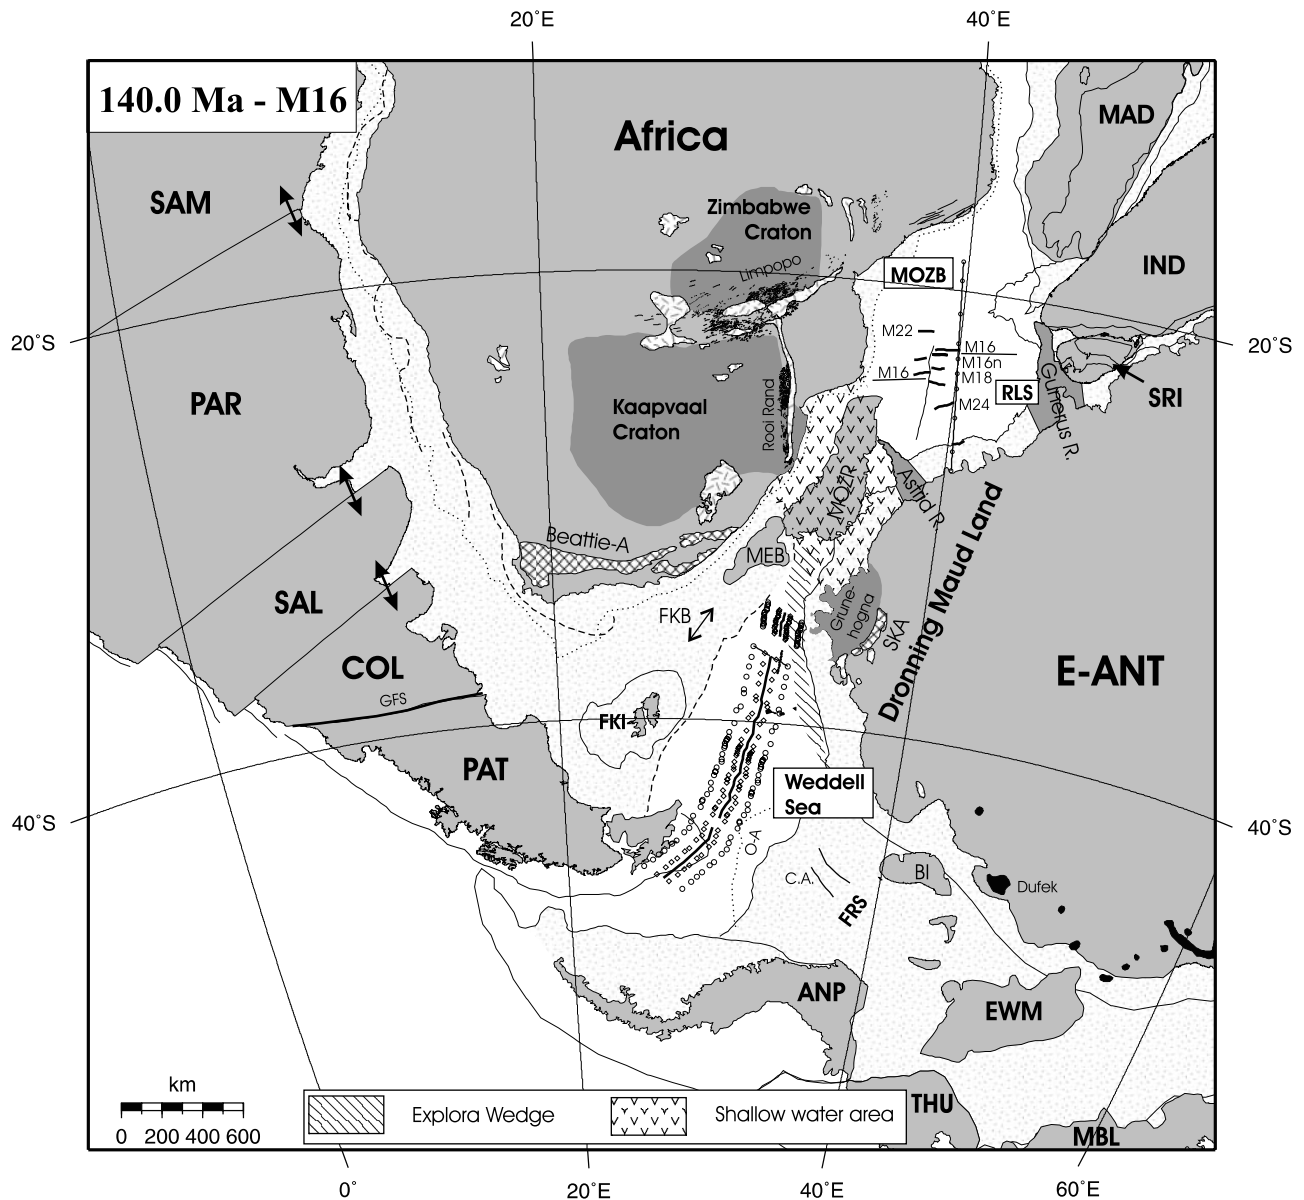 20˚E
40˚E
140.0 Ma - M16
MAD
Africa
SAM
Zimbabwe
Craton
IND
Limpopo
MOZB
M22
20˚S
20˚S
M16
M16n
M16
M18
RLS
Gunnerus R.
SRI
PAR
Kaapvaal
Craton
Rooi Rand
M24
MOZR
Astrid R.
Beattie-A
MEB
Dronning Maud Land
SAL
FKB
Grune-
hogna
SKA
COL
E-ANT
GFS
FKI
PAT
Weddell
Sea
40˚S
40˚S
OA
C.A.
BI
Dufek
FRS
ANP
EWM
km
0 200 400 600
Explora Wedge
Shallow water area
THU
MBL
0˚
20˚E
40˚E
60˚E